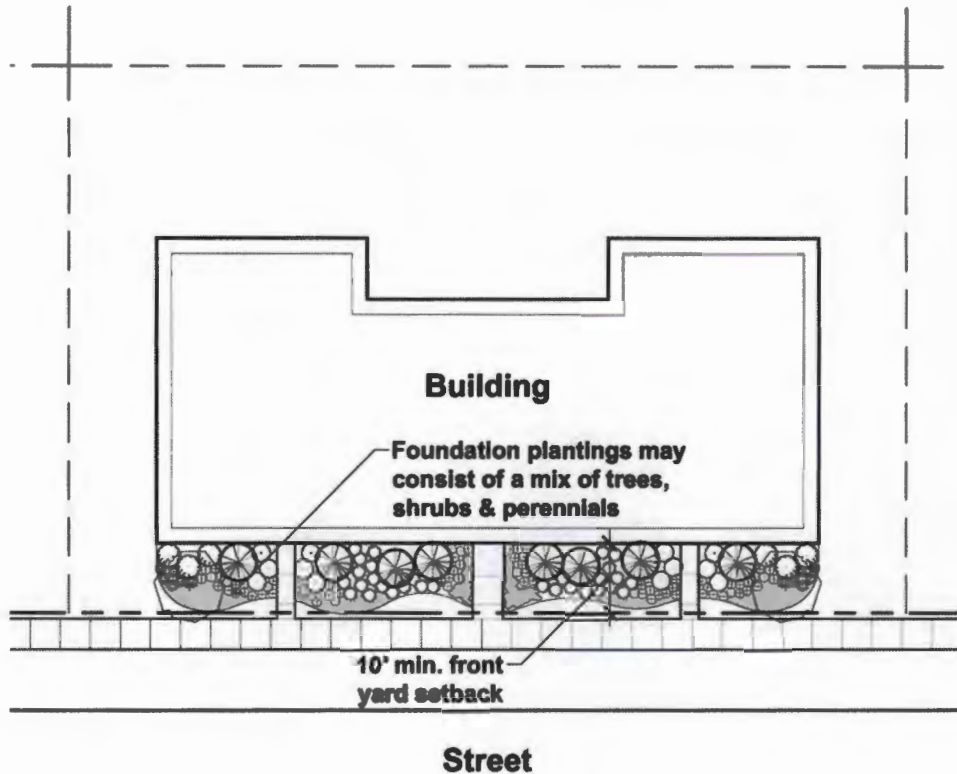 Building
Foundation plantings may
consist of a mix of trees,
shrubs & perennials
10' min. front
yard setback
Street